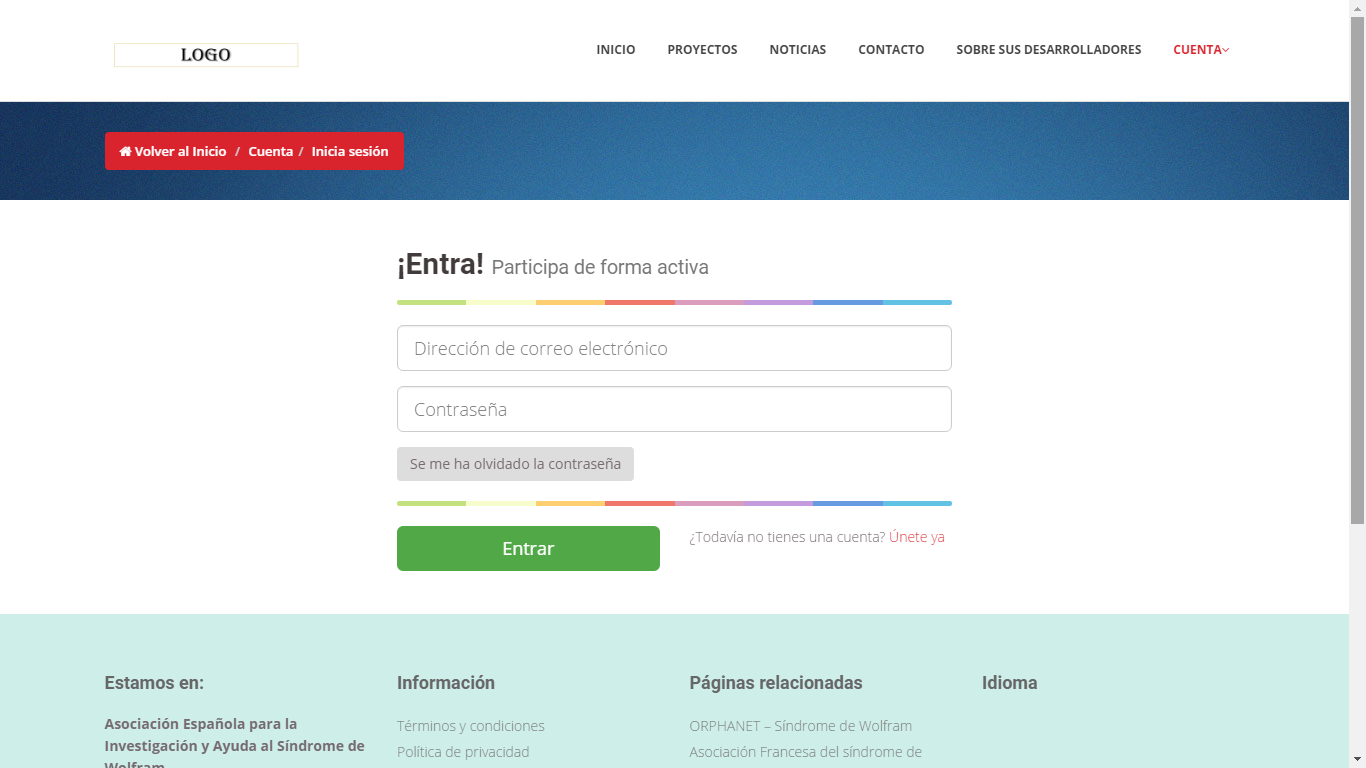 LOGO
INICIO PROYECTOS NOTICIAS CONTACTO SOBRE SUS DESARROLLADORES CUENTA
Volver al Inicio / Cuenta / Inicia sesión
¡Entra! Participa de forma activa
Dirección de correo electrónico
Contraseña
Se me ha olvidado la contraseña
Entrar
¿Todavía no tienes una cuenta? Únete ya
Estamos en:
Asociación Española para la
Investigación y Ayuda al Síndrome de
Wolfram
Información
Términos y condiciones
Política de privacidad
Páginas relacionadas
ORPHANET – Síndrome de Wolfram
Asociación Francesa del síndrome de
Idioma